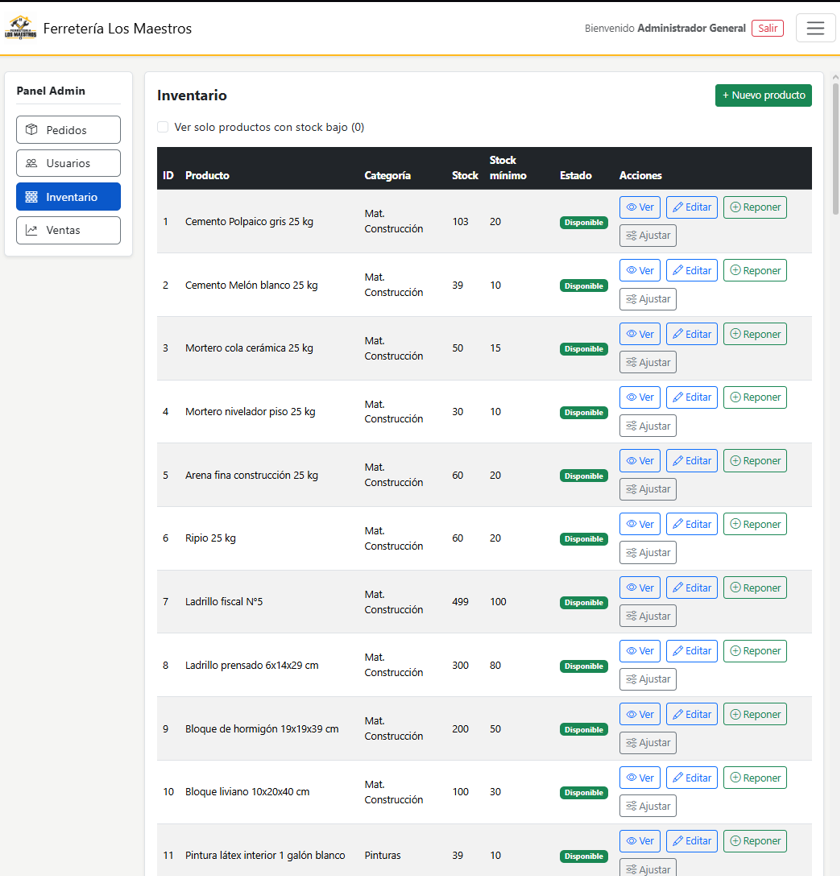 LOS MAESTROS
Ferretería Los Maestros
Bienvenido Administrador General Salir
Panel Admin
Pedidos
Usuarios
Inventario
Ventas
Inventario
+ Nuevo producto
Ver solo productos con stock bajo (0)
ID Producto Categoría Stock Stock mínimo Estado Acciones
1 Cemento Polpaico gris 25 kg Mat. Construcción 103 20 Disponible Ver Editar Reponer Ajustar
2 Cemento Melón blanco 25 kg Mat. Construcción 39 10 Disponible Ver Editar Reponer Ajustar
3 Mortero cola cerámica 25 kg Mat. Construcción 50 15 Disponible Ver Editar Reponer Ajustar
4 Mortero nivelador piso 25 kg Mat. Construcción 30 10 Disponible Ver Editar Reponer Ajustar
5 Arena fina construcción 25 kg Mat. Construcción 60 20 Disponible Ver Editar Reponer Ajustar
6 Ripio 25 kg Mat. Construcción 60 20 Disponible Ver Editar Reponer Ajustar
7 Ladrillo fiscal N°5 Mat. Construcción 499 100 Disponible Ver Editar Reponer Ajustar
8 Ladrillo prensado 6x14x29 cm Mat. Construcción 300 80 Disponible Ver Editar Reponer Ajustar
9 Bloque de hormigón 19x19x39 cm Mat. Construcción 200 50 Disponible Ver Editar Reponer Ajustar
10 Bloque liviano 10x20x40 cm Mat. Construcción 100 30 Disponible Ver Editar Reponer Ajustar
11 Pintura látex interior 1 galón blanco Pinturas 39 10 Disponible Ver Editar Reponer Ajustar